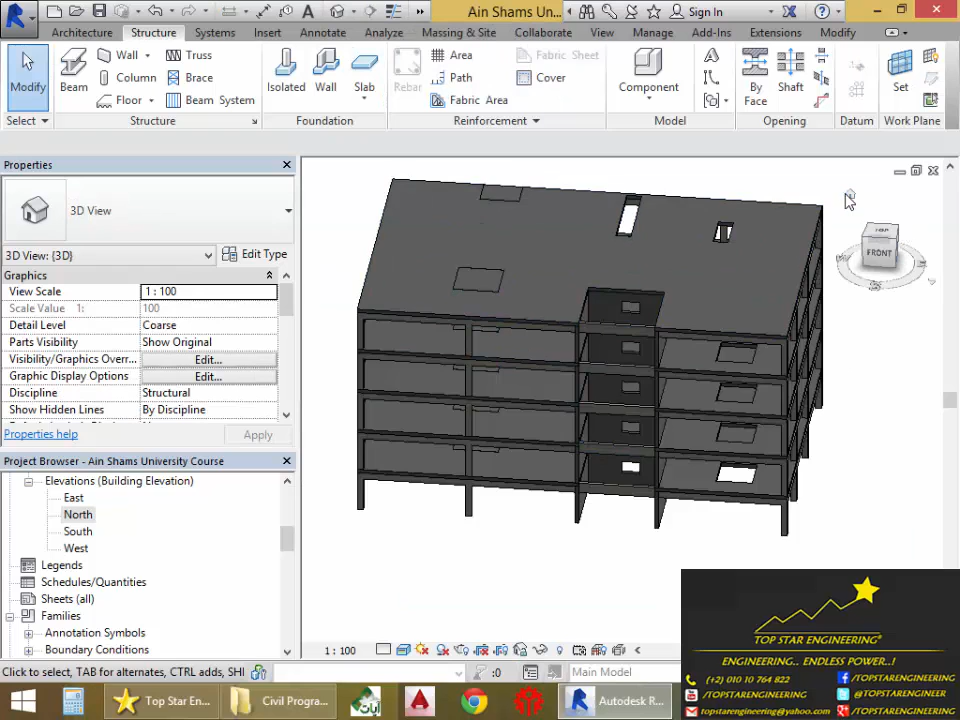 Ain Shams Un...
Sign In
Architecture Structure Systems Insert Annotate Analyze Massing & Site Collaborate View Manage Add-Ins Extensions Modify
Modify
Beam
Wall
Column
Floor
Truss
Brace
Beam System
Isolated
Wall
Slab
Rebar
Area
Path
Fabric Area
Fabric Sheet
Cover
Component
By Face
Shaft
Set
Select Structure Foundation Reinforcement Model Opening Datum Work Plane
Properties
3D View
3D View: {3D}
Edit Type
Graphics
View Scale 1 : 100
Scale Value 1: 100
Detail Level Coarse
Parts Visibility Show Original
Visibility/Graphics Overr... Edit...
Graphic Display Options Edit...
Discipline Structural
Show Hidden Lines By Discipline
Properties help
Apply
Project Browser - Ain Shams University Course
Elevations (Building Elevation)
East
North
South
West
Legends
Schedules/Quantities
Sheets (all)
Families
Annotation Symbols
Boundary Conditions
TOP
FRONT
1 : 100
Click to select, TAB for alternates, CTRL adds, SHI
:0
Main Model
TOP STAR ENGINEERING®
ENGINEERING.. ENDLESS POWER..!
(+2) 010 10 764 822
/TOPSTARENGINEERING
topstarengineering@yahoo.com
/TOPSTARENGINEERING
@TOPSTARENGINEER
/TOPSTARENGINEERING
Top Star En...
Civil Progra...
Autodesk R...